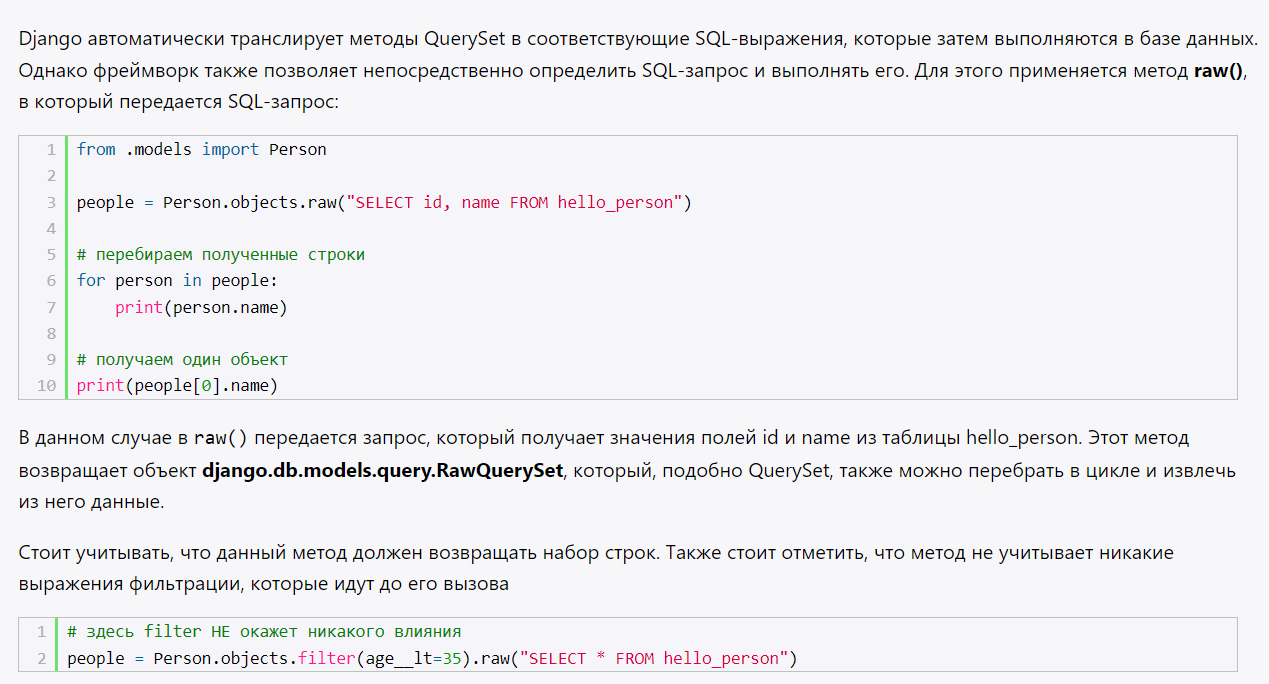 Django автоматически транслирует методы QuerySet в соответствующие SQL-выражения, которые затем выполняются в базе данных.
Однако фреймворк также позволяет непосредственно определить SQL-запрос и выполнять его. Для этого применяется метод raw(),
в который передается SQL-запрос:
1 from .models import Person
2
3 people = Person.objects.raw("SELECT id, name FROM hello_person")
4
5 # перебираем полученные строки
6 for person in people:
7     print(person.name)
8
9 # получаем один объект
10 print(people[0].name)
В данном случае в raw() передается запрос, который получает значения полей id и name из таблицы hello_person. Этот метод
возвращает объект django.db.models.query.RawQuerySet, который, подобно QuerySet, также можно перебрать в цикле и извлечь
из него данные.
Стоит учитывать, что данный метод должен возвращать набор строк. Также стоит отметить, что метод не учитывает никакие
выражения фильтрации, которые идут до его вызова
1 # здесь filter НЕ окажет никакого влияния
2 people = Person.objects.filter(age__lt=35).raw("SELECT * FROM hello_person")